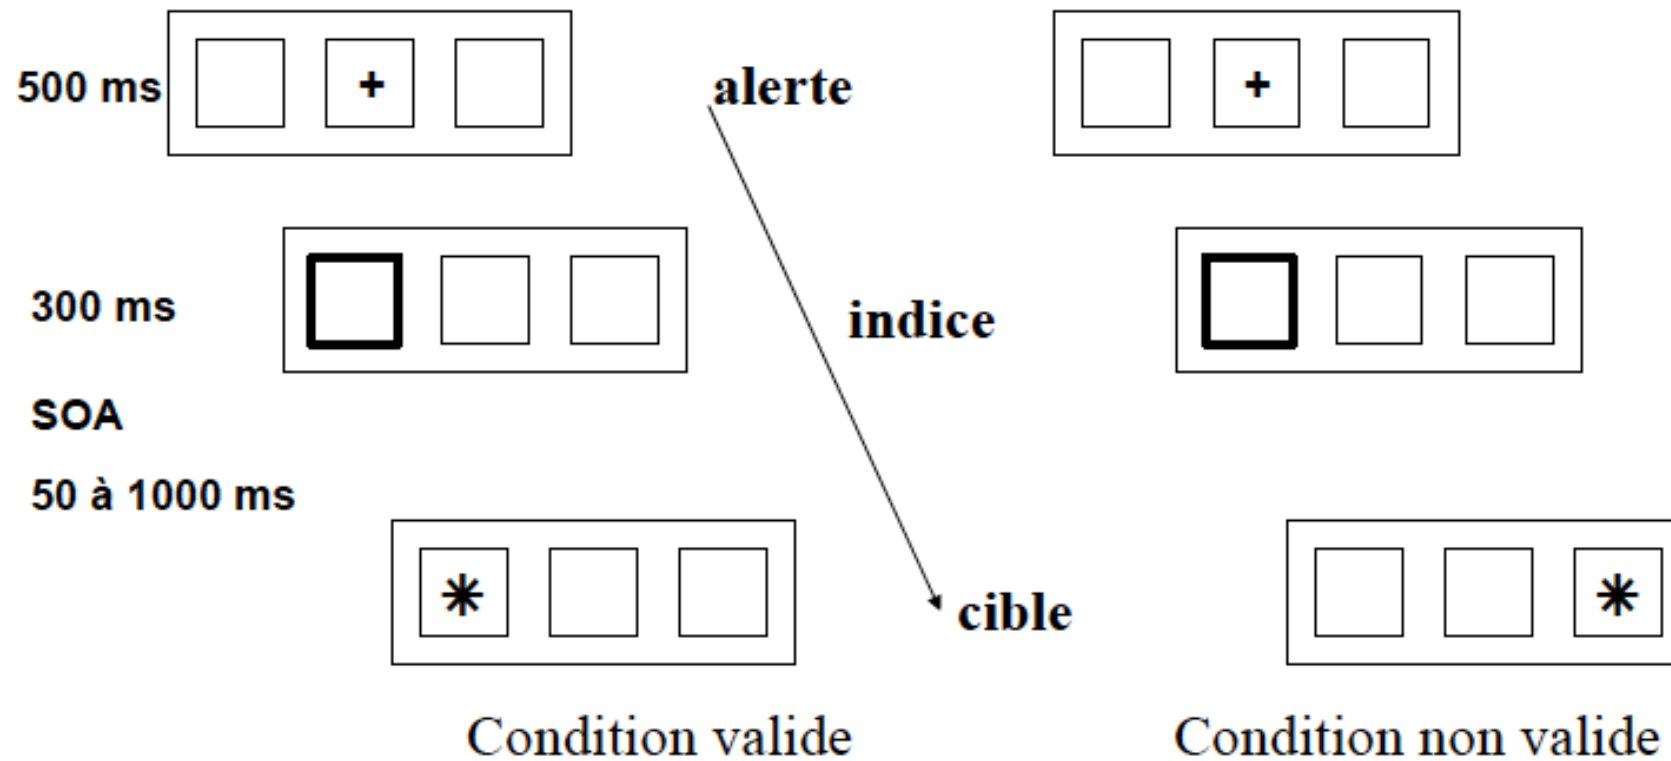 500 ms
+
alerte
+
300 ms
indice
SOA
50 à 1000 ms
*
cible
*
Condition valide
Condition non valide